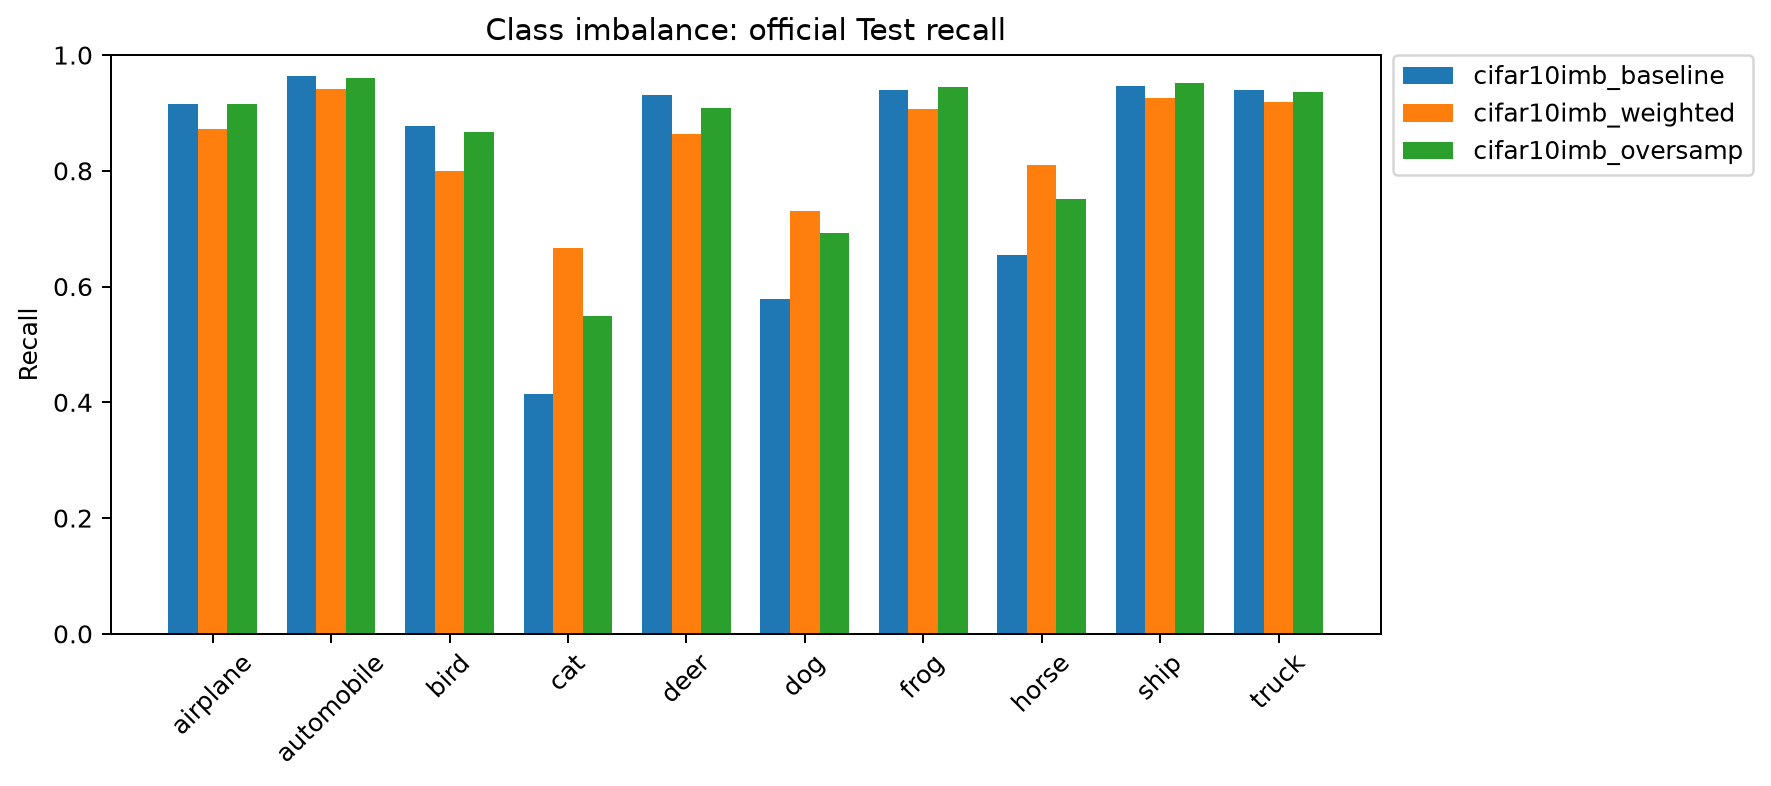 Class imbalance: official Test recall
1.0
0.8
0.6
0.4
0.2
0.0
Recall
airplane
automobile
bird
cat
deer
dog
frog
horse
ship
truck
cifar10imb_baseline
cifar10imb_weighted
cifar10imb_oversamp